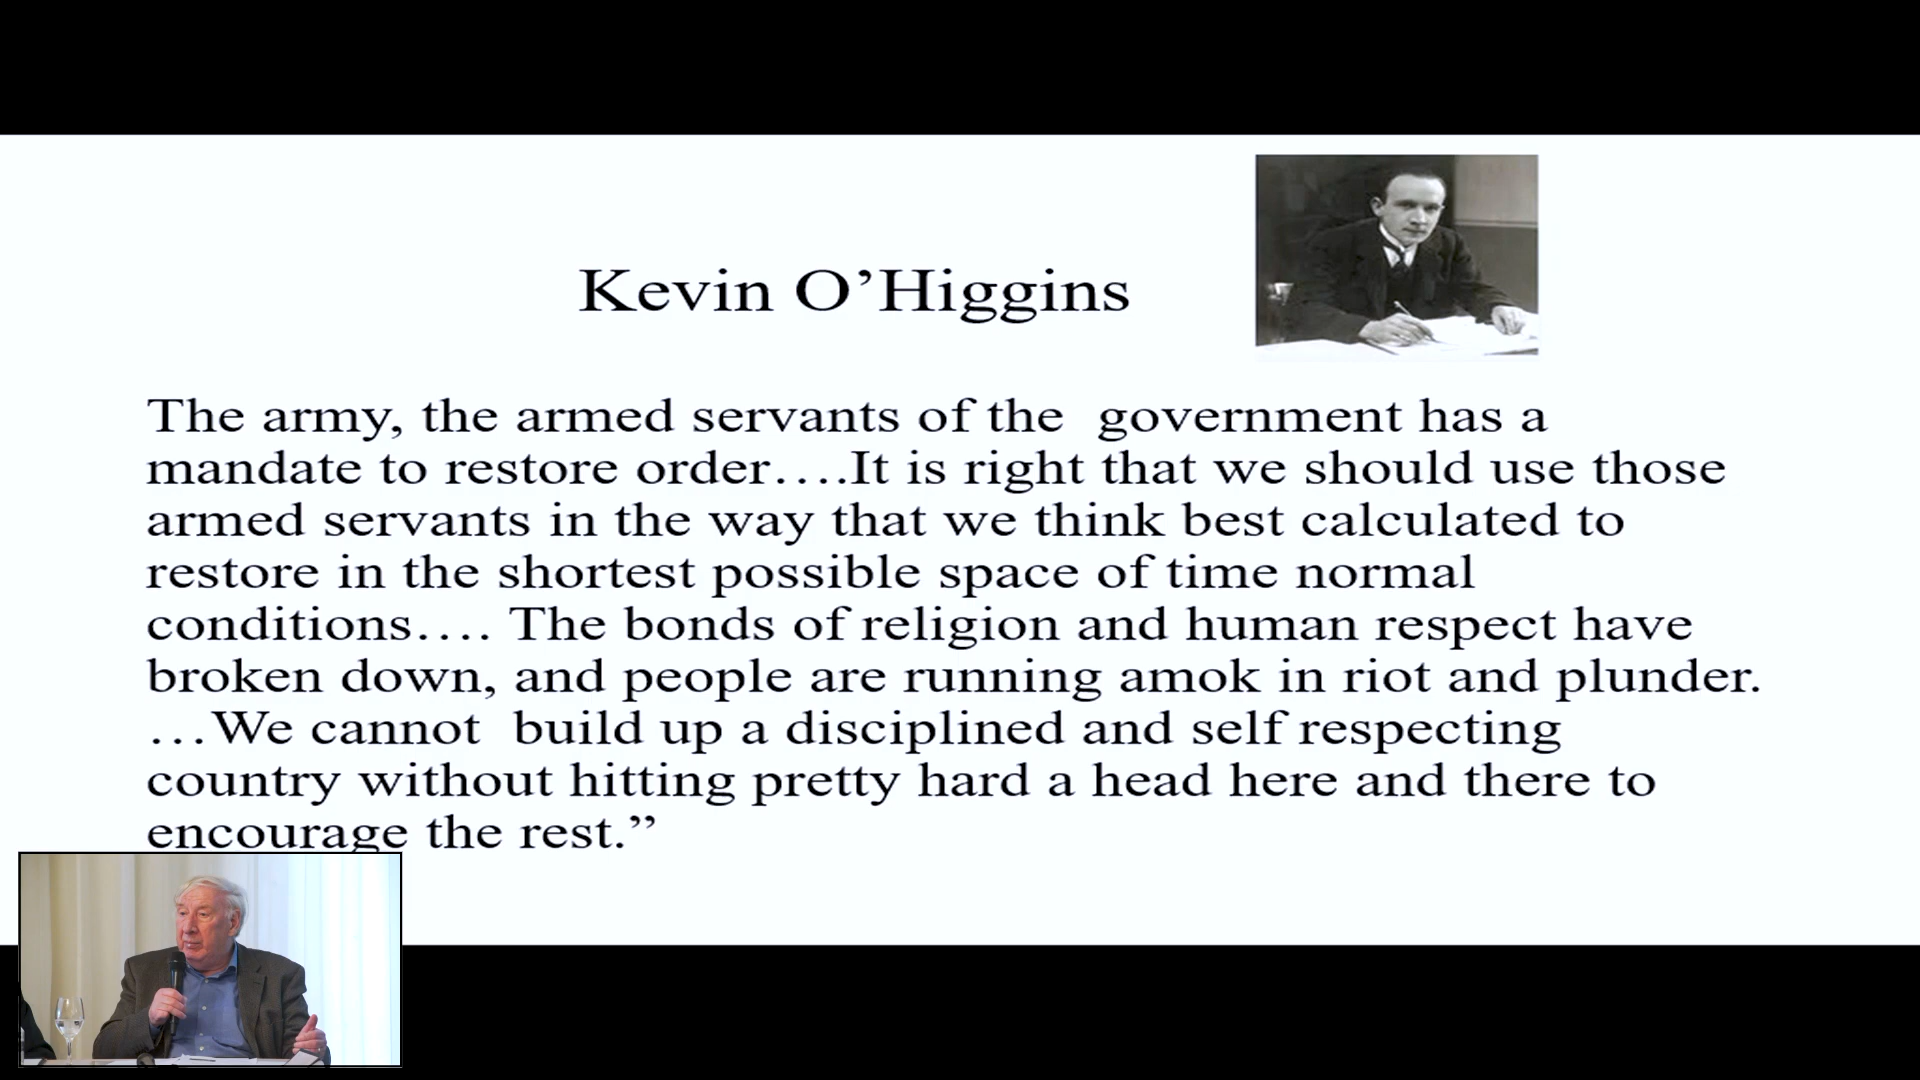 Kevin O’Higgins
The army, the armed servants of the  government has a
mandate to restore order….It is right that we should use those
armed servants in the way that we think best calculated to
restore in the shortest possible space of time normal
conditions…. The bonds of religion and human respect have
broken down, and people are running amok in riot and plunder.
…We cannot  build up a disciplined and self respecting
country without hitting pretty hard a head here and there to
encourage the rest.”